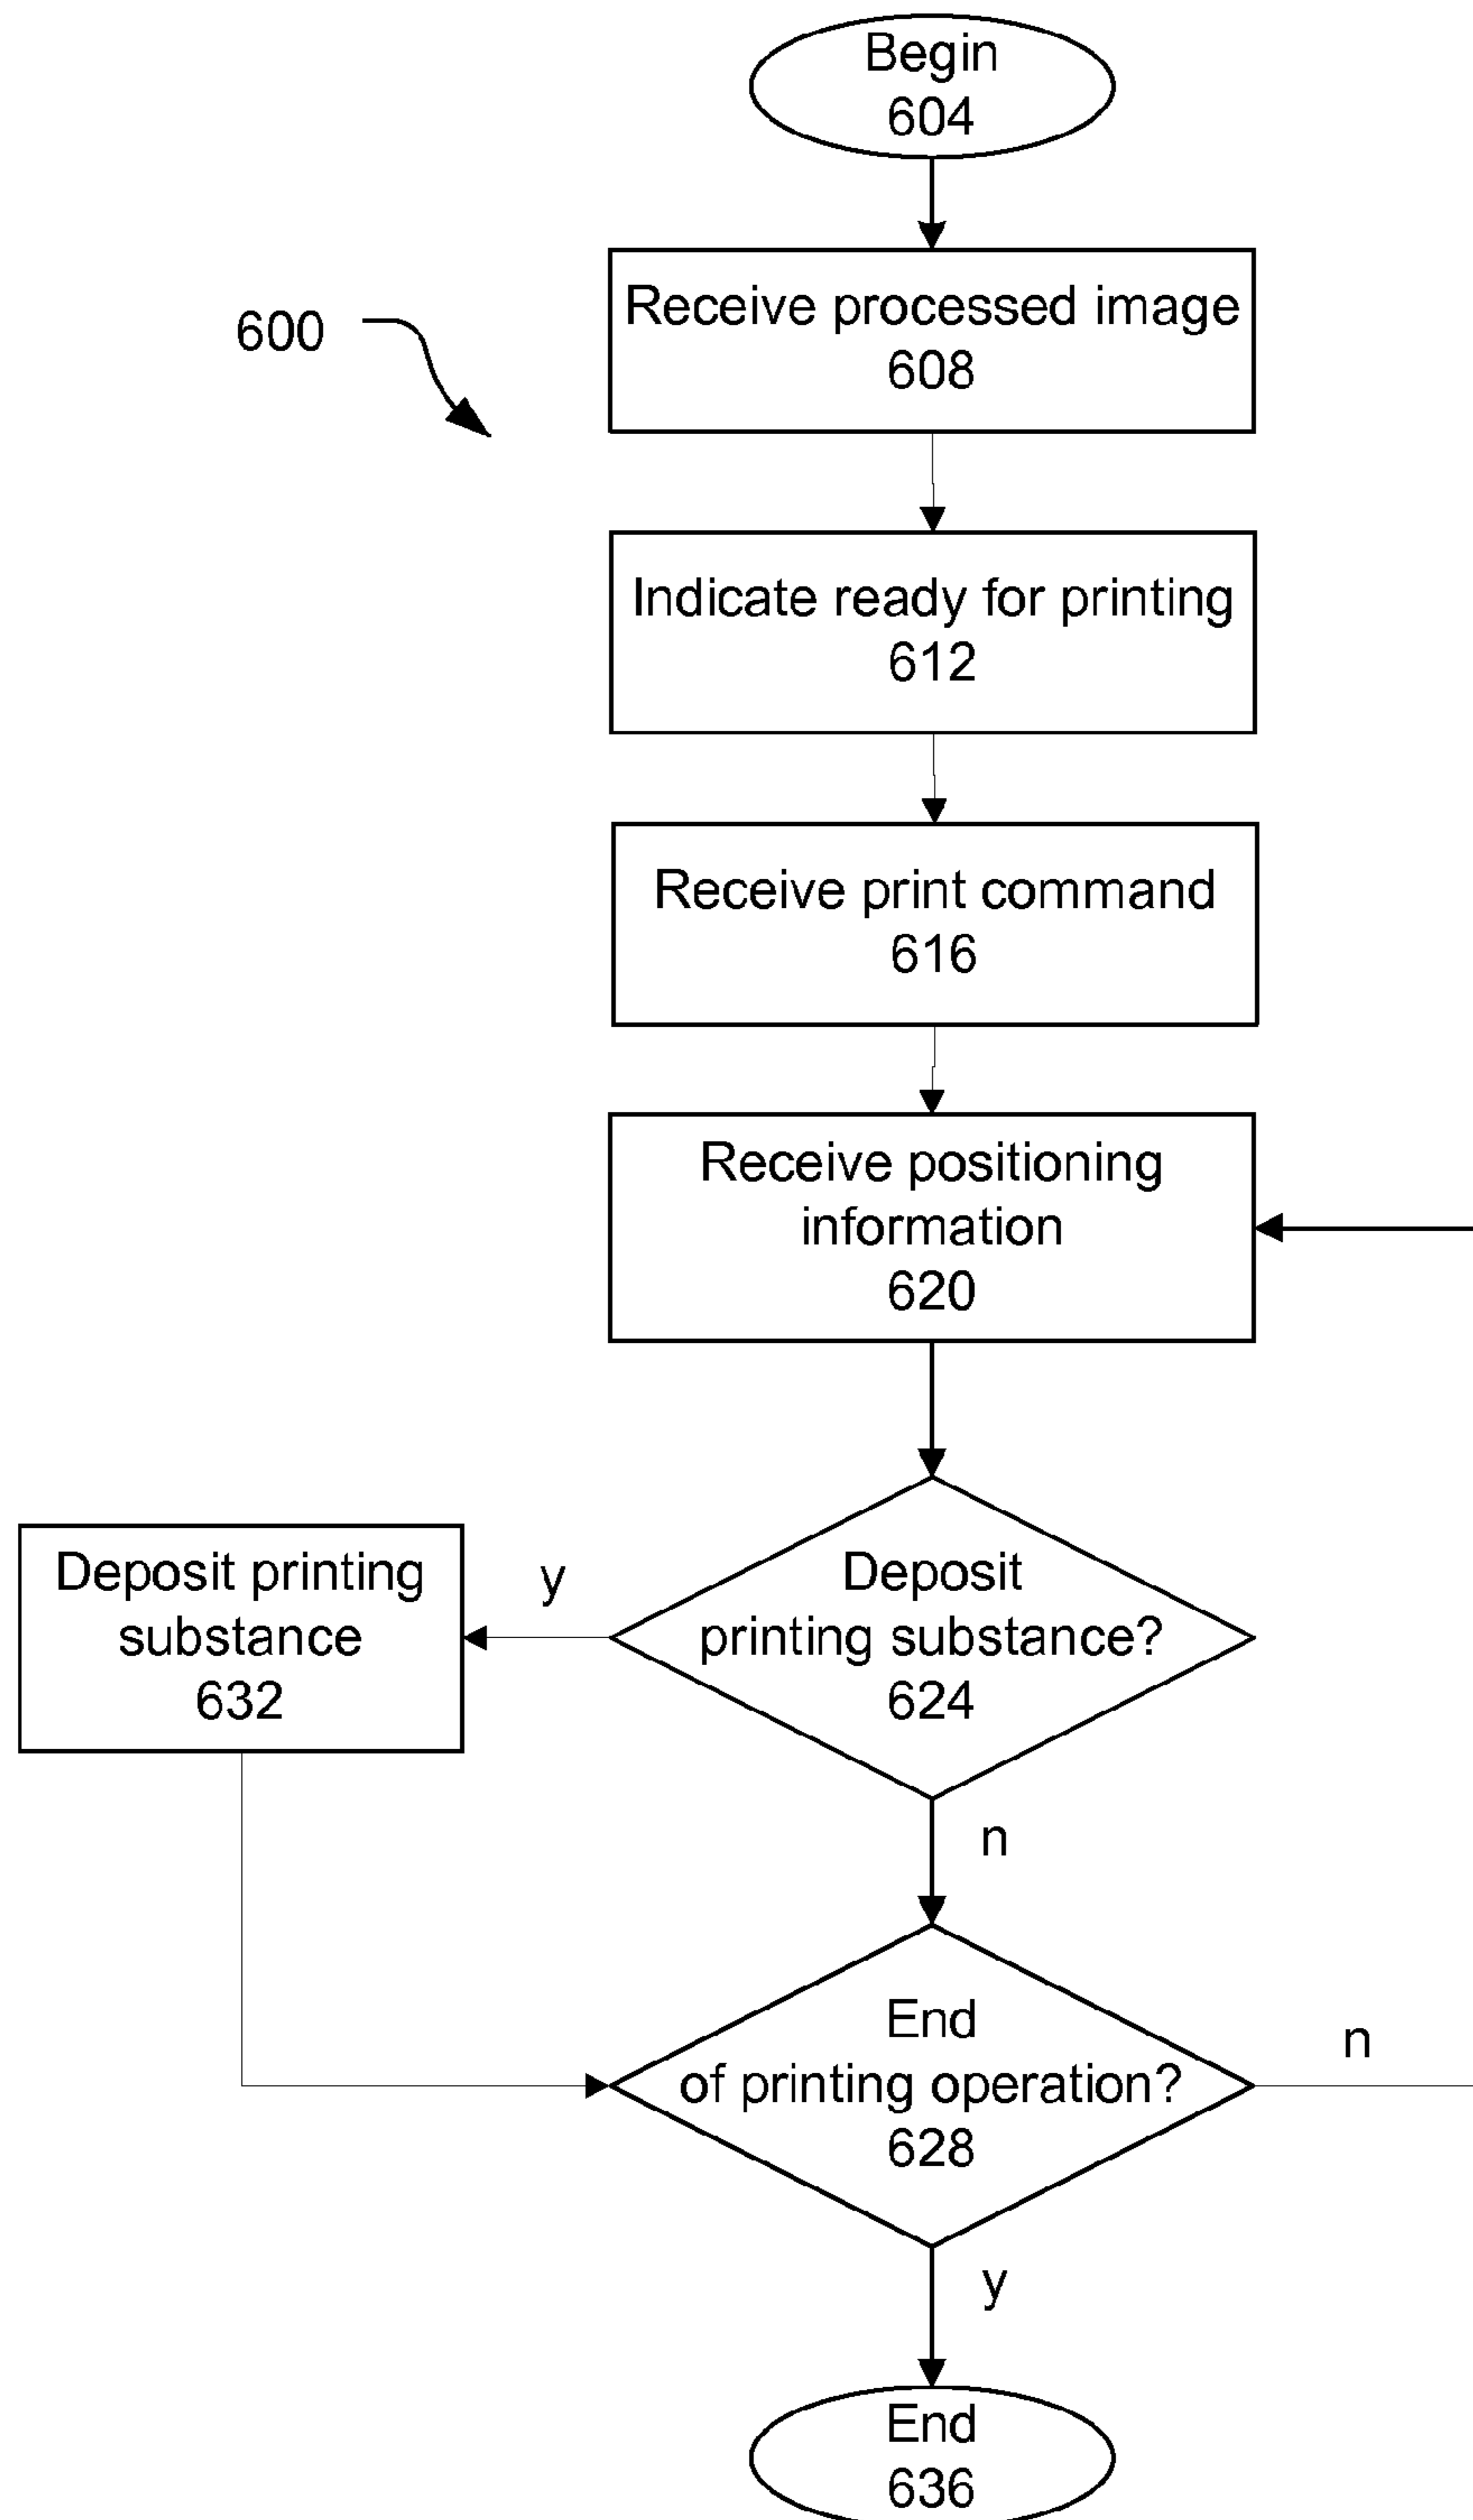 Begin
604
600
Receive processed image
608
Indicate ready for printing
612
Receive print command
616
Receive positioning
information
620
Deposit printing
substance
632
y
Deposit
printing substance?
624
n
End
of printing operation?
628
n
y
End
636